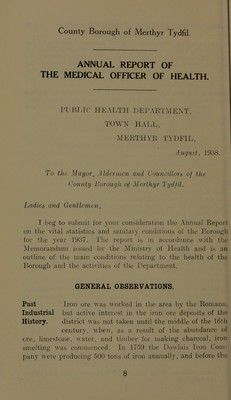 County Borough of Merthyr Tydfil.
ANNUAL REPORT OF
THE MEDICAL OFFICER OF HEALTH.
PUBLIC HEALTH DEPARTMENT,
TOWN HALL,
MERTHYR TYDFIL,
August, 1938.
To the Mayor, Aldermen and Councillors of the
County Borough of Merthyr Tydfil.
Ladies and Gentlemen,
I beg to submit for your consideration the Annual Report
on the vital statistics and sanitary conditions of the Borough
for the year 1937. The report is in accordance with the
Memorandum issued by the Ministry of Health and is an
outline of the main conditions relating to the health of the
Borough and the activities of the Department.
GENERAL OBSERVATIONS.
Past Iron ore was worked in the area by the Romans,
Industrial but active interest in the iron ore deposits of the
History. district was not taken until the middle of the 18th
century, when, as a result of the abundance of
ore, limestone, water, and timber for making charcoal, iron
smelting was commenced. In 1759 the Dowlais Iron Com-
pany were producing 500 tons of iron annually, and before the
8